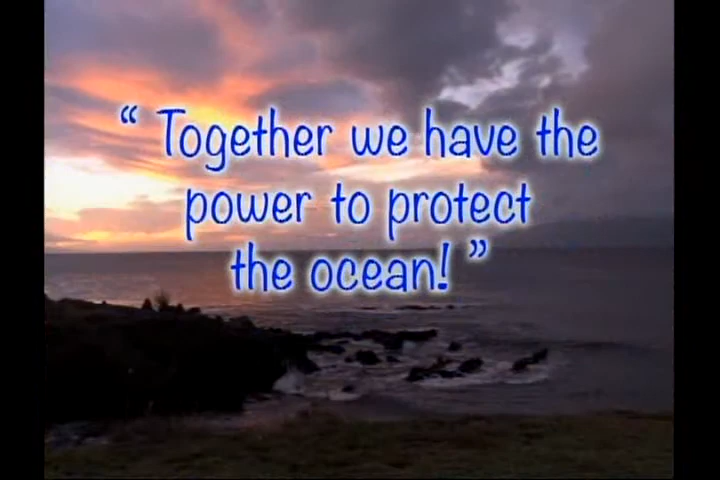 “ Together we have the
power to protect
the ocean! ”